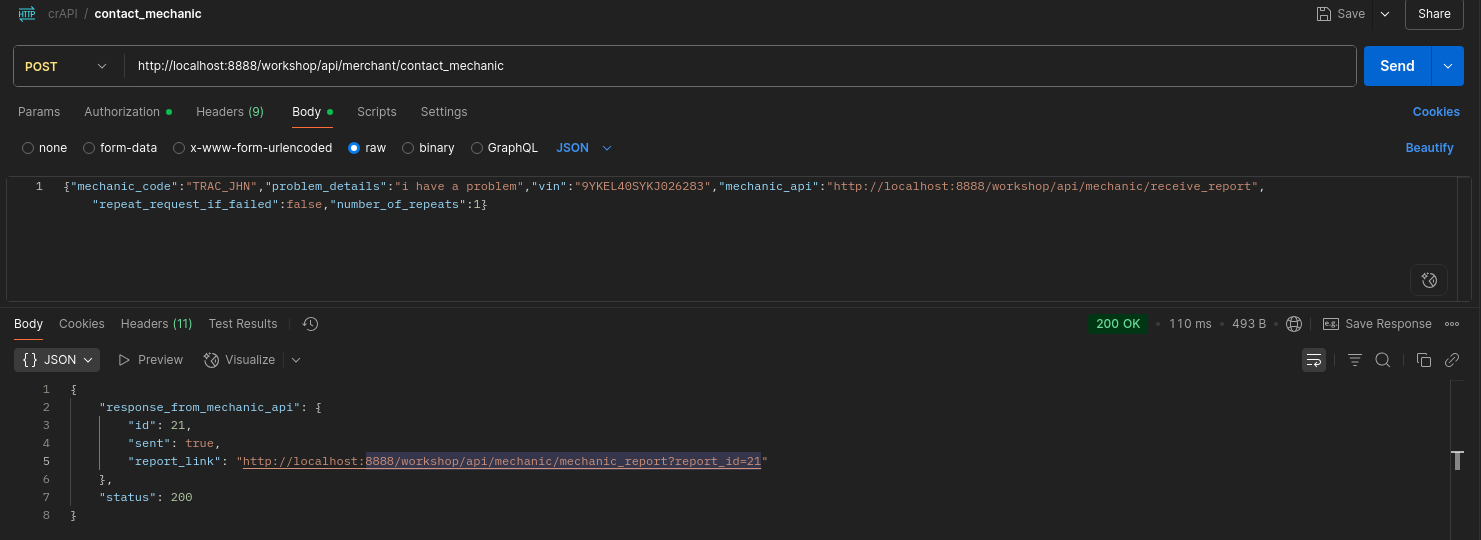 HTTP crAPI / contact_mechanic Save Share
POST http://localhost:8888/workshop/api/merchant/contact_mechanic Send
Params Authorization Headers (9) Body Scripts Settings Cookies
none form-data x-www-form-urlencoded raw binary GraphQL JSON Beautify
1 {"mechanic_code":"TRAC_JHN","problem_details":"i have a problem","vin":"9YKEL40SYKJ026283","mechanic_api":"http://localhost:8888/workshop/api/mechanic/receive_report",
"repeat_request_if_failed":false,"number_of_repeats":1}
Body Cookies Headers (11) Test Results 200 OK • 110 ms • 493 B • e.g. Save Response
{} JSON Preview Visualize
1 {
2 "response_from_mechanic_api": {
3 "id": 21,
4 "sent": true,
5 "report_link": "http://localhost:8888/workshop/api/mechanic/mechanic_report?report_id=21"
6 },
7 "status": 200
8 }